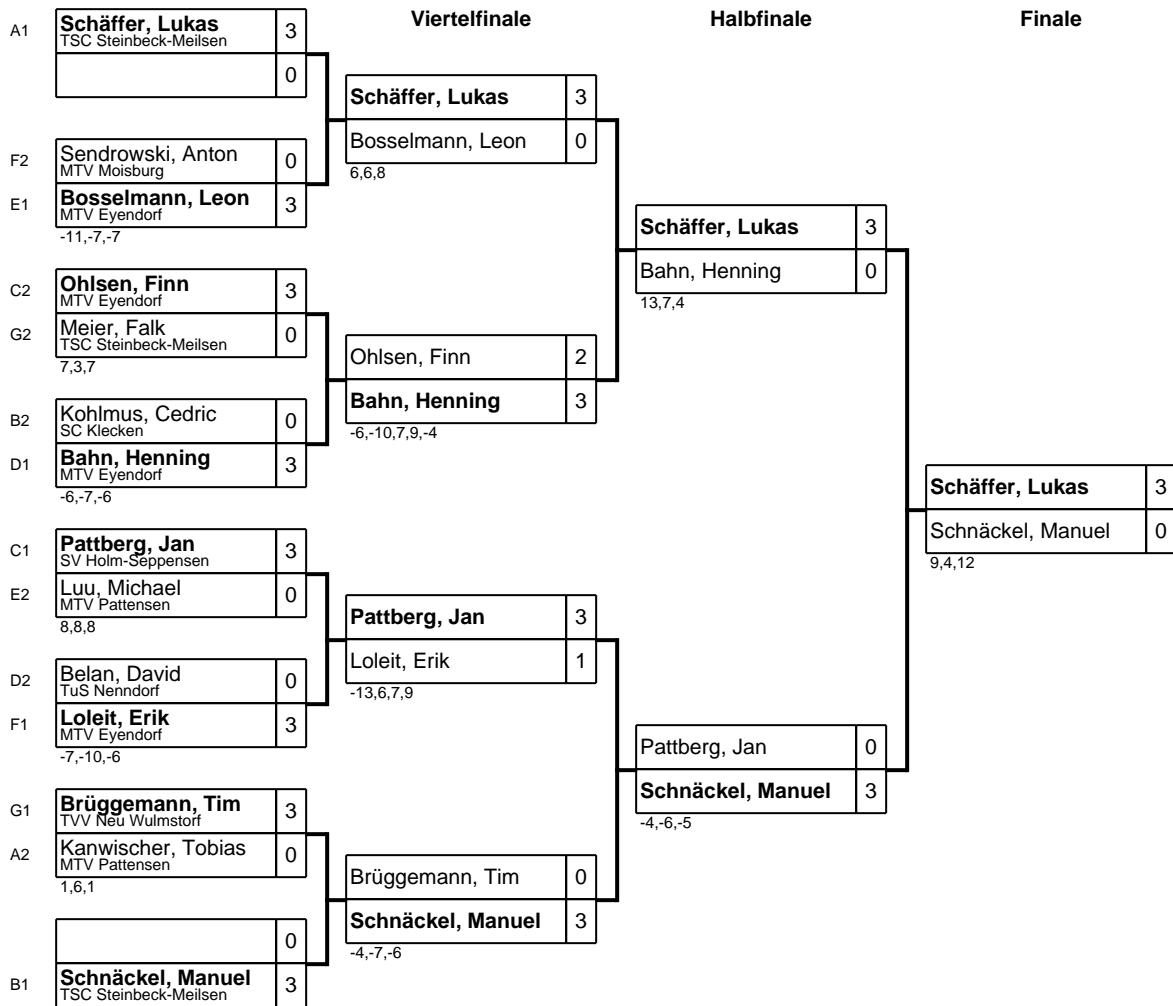 Viertelfinale
Halbfinale
Finale
A1
Schäffer, Lukas
TSC Steinbeck-Meilsen
3
0
F2
Sendrowski, Anton
MTV Moisburg
0
E1
Bosselmann, Leon
MTV Eyendorf
3
-11,-7,-7
C2
Ohlsen, Finn
MTV Eyendorf
3
G2
Meier, Falk
TSC Steinbeck-Meilsen
0
7,3,7
B2
Kohlmus, Cedric
SC Klecken
0
D1
Bahn, Henning
MTV Eyendorf
3
-6,-7,-6
C1
Pattberg, Jan
SV Holm-Seppensen
3
E2
Luu, Michael
MTV Pattensen
0
8,8,8
D2
Belan, David
TuS Nenndorf
0
F1
Loleit, Erik
MTV Eyendorf
3
-7,-10,-6
G1
Brüggemann, Tim
TVV Neu Wulmstorf
3
A2
Kanwischer, Tobias
MTV Pattensen
0
1,6,1
0
B1
Schnäckel, Manuel
TSC Steinbeck-Meilsen
3
Schäffer, Lukas 3
Bosselmann, Leon 0
6,6,8
Ohlsen, Finn 2
Bahn, Henning 3
-6,-10,7,9,-4
Pattberg, Jan 3
Loleit, Erik 1
-13,6,7,9
Brüggemann, Tim 0
Schnäckel, Manuel 3
-4,-7,-6
Schäffer, Lukas 3
Bahn, Henning 0
13,7,4
Pattberg, Jan 0
Schnäckel, Manuel 3
-4,-6,-5
Schäffer, Lukas 3
Schnäckel, Manuel 0
9,4,12